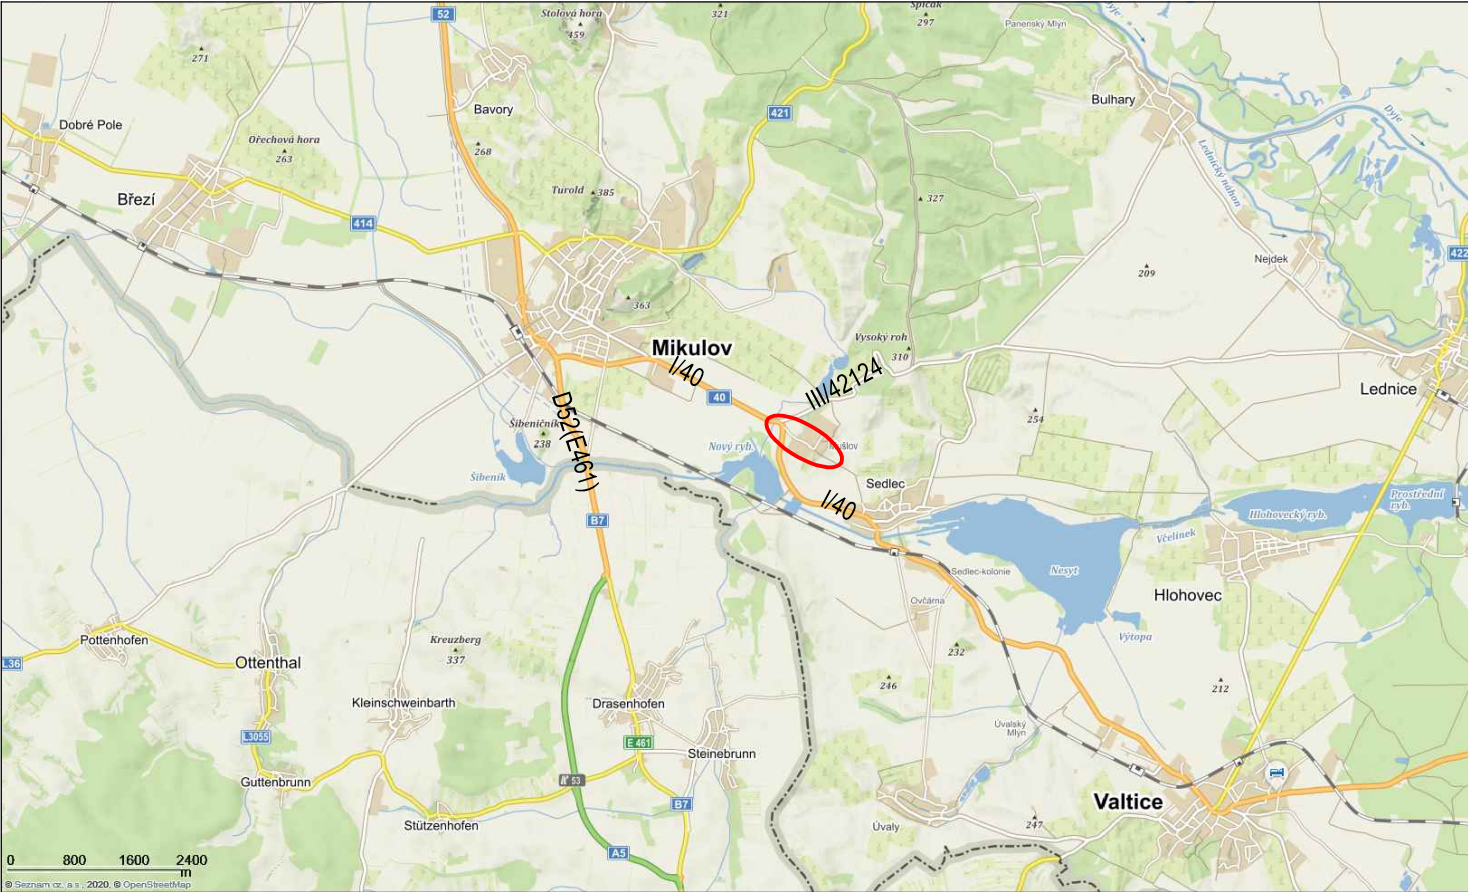 52
Stolová hora
459
321
Špičák
297
Panenský Mlýn
Dyje
271
Bavory
421
Bulhary
Dyje
Dobré Pole
Ořechová hora
263
268
Lednický náhon
Turold
385
327
Březí
414
422
Nejdek
209
363
Mikulov
Vysoký roh
310
I/40
III/42124
Lednice
40
D52(E461)
Šibeničník
238
254
Nový ryb.
Šibeník
Sedlec
I/40
Prostřední
ryb.
Hlohovecký ryb.
B7
Včelínek
Nesyt
Sedlec-kolonie
Hlohovec
Ovčárna
Výtopa
Pottenhofen
Kreuzberg
337
232
L36
Ottenthal
246
212
Kleinschweinbarth
Drasenhofen
Úvalský
Mlýn
L3055
E 461
Steinebrunn
Guttenbrunn
53
B7
Valtice
Stützenhofen
Úvaly
247
A5
0 800 1600 2400
m
© Seznam.cz, a.s., 2020, © OpenStreetMap